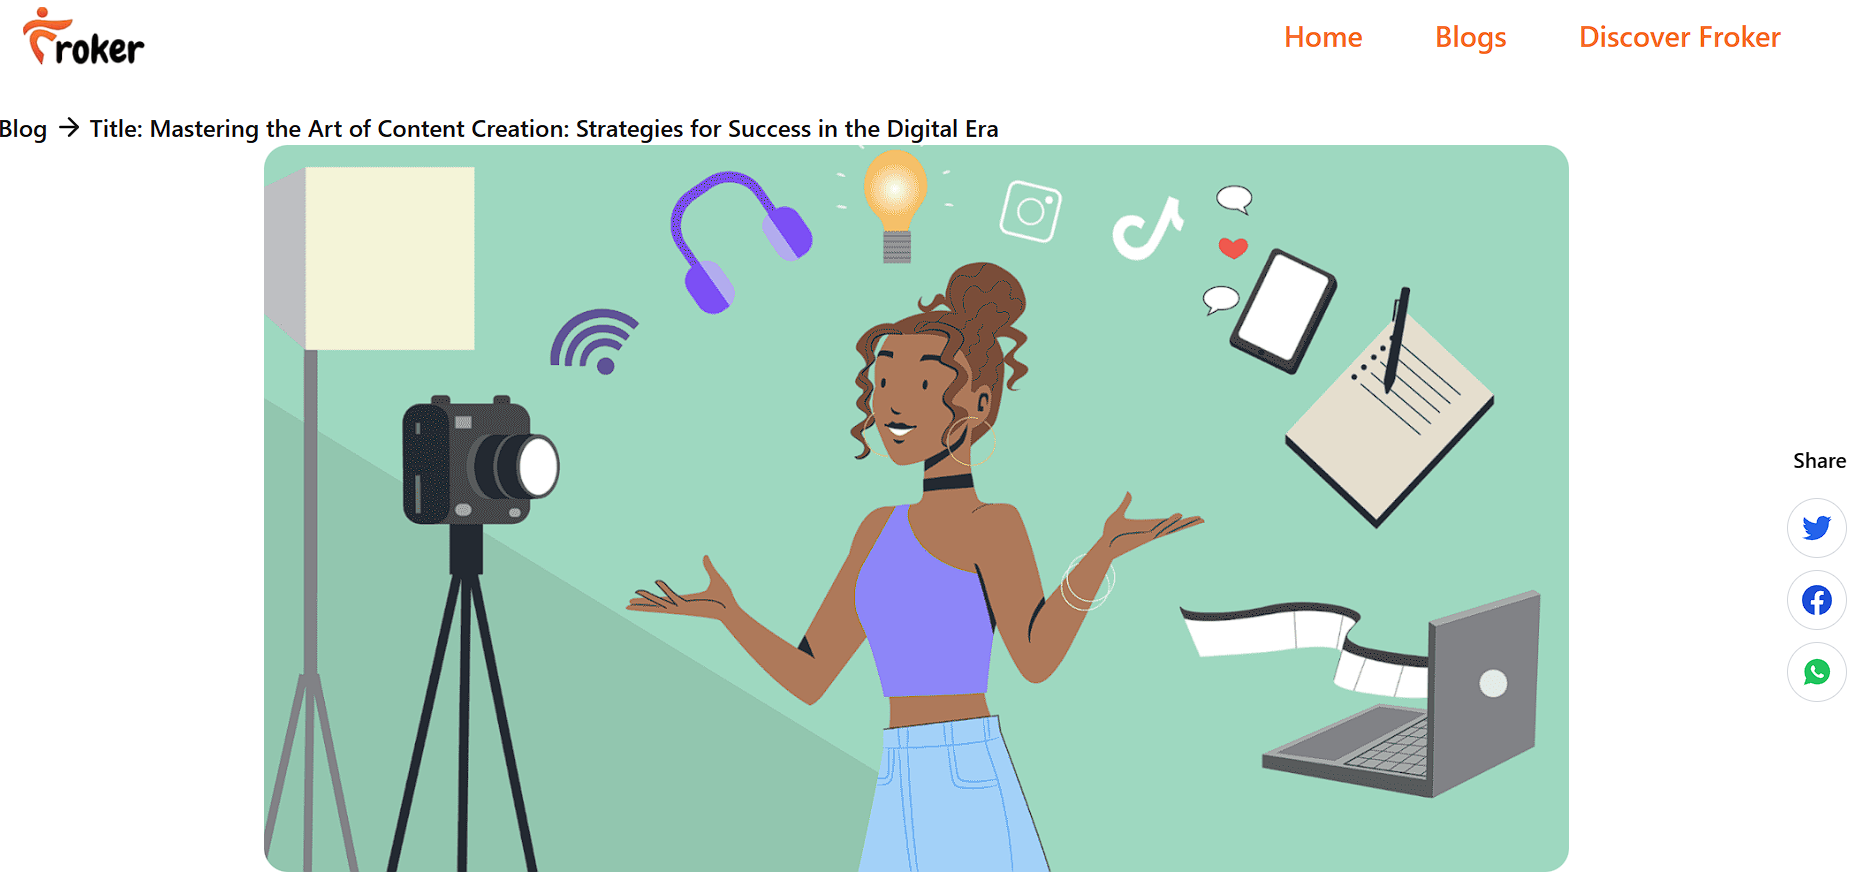 Froker
Home Blogs Discover Froker
Blog → Title: Mastering the Art of Content Creation: Strategies for Success in the Digital Era
Share